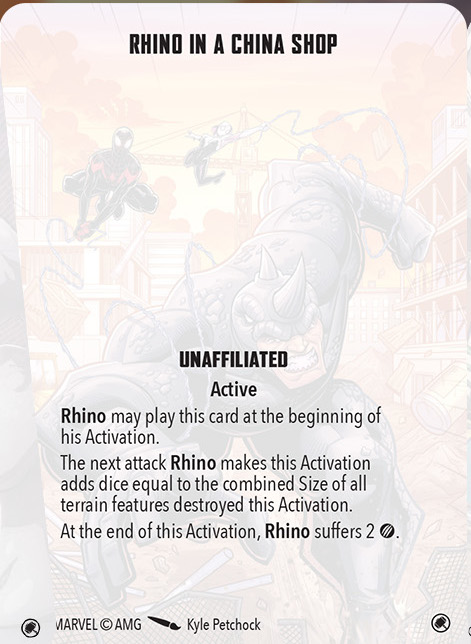 RHINO IN A CHINA SHOP
UNAFFILIATED
Active
Rhino may play this card at the beginning of
his Activation.
The next attack Rhino makes this Activation
adds dice equal to the combined Size of all
terrain features destroyed this Activation.
At the end of this Activation, Rhino suffers 2 .
MARVEL © AMG Kyle Petchock